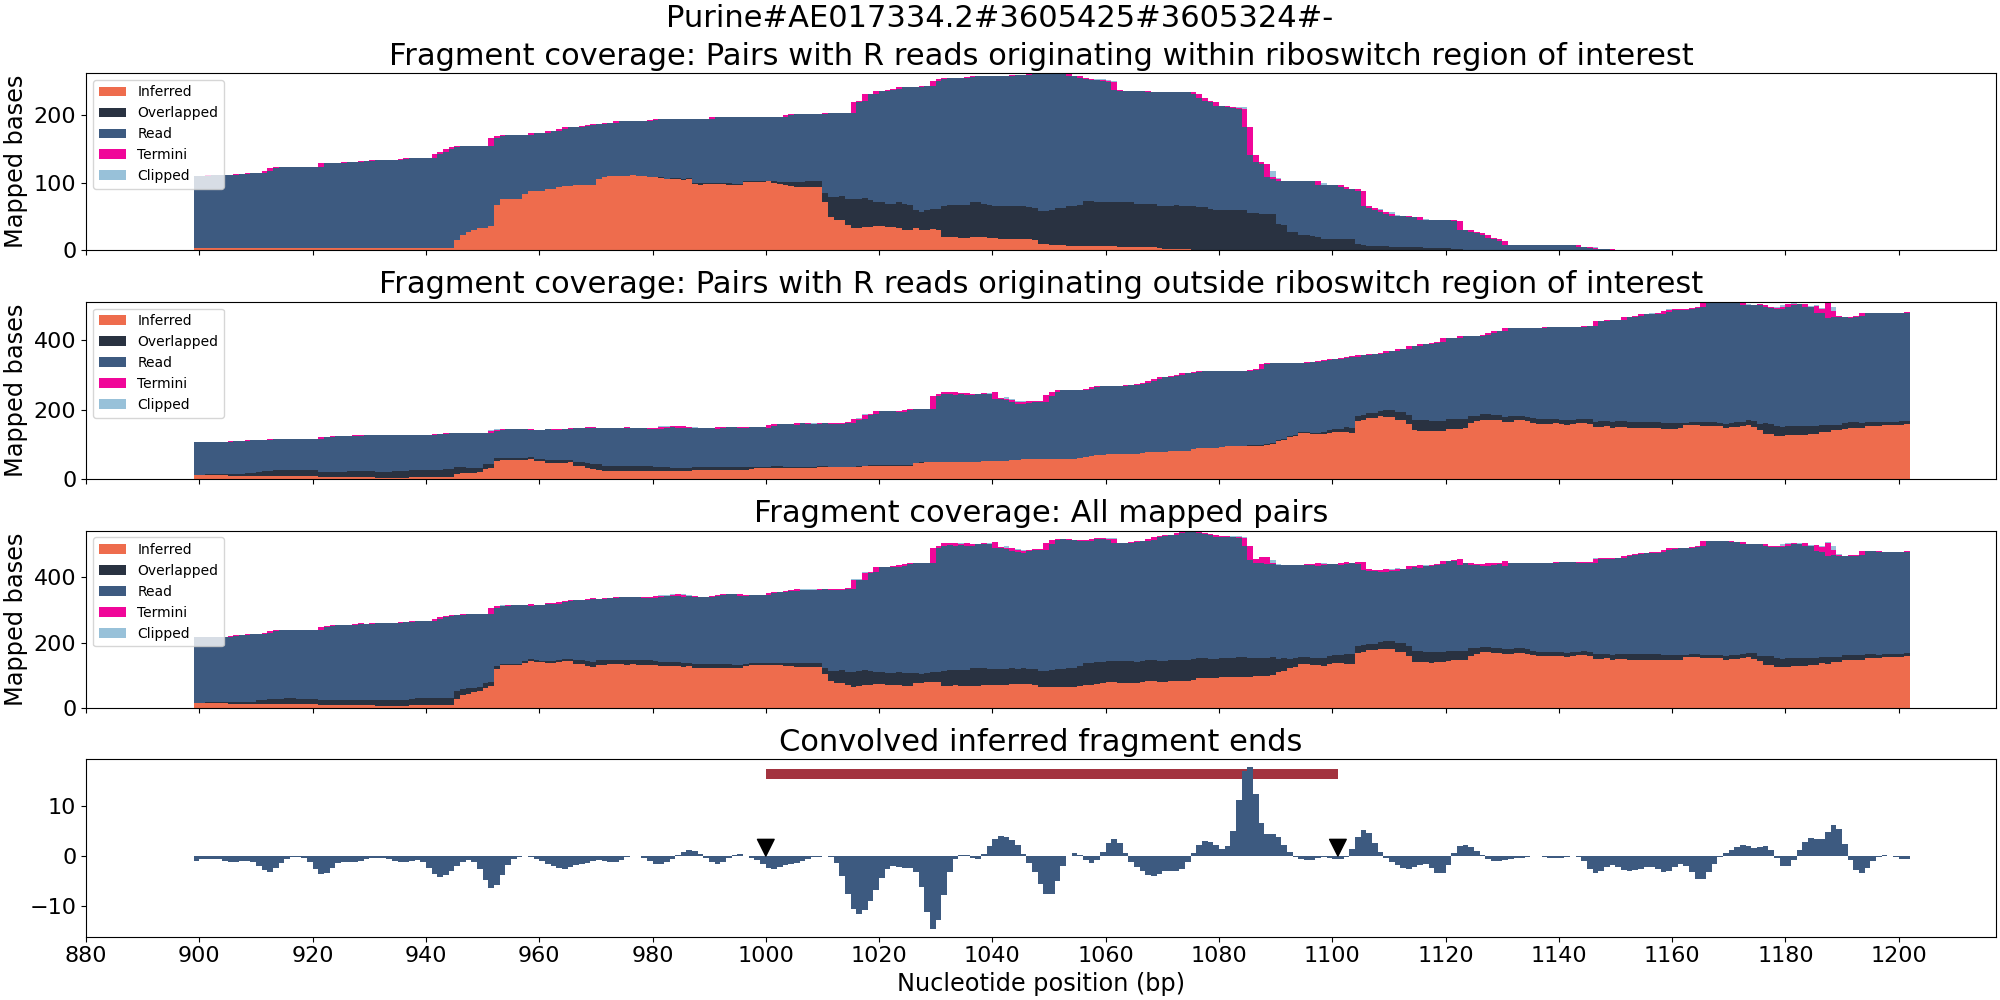 Purine#AE017334.2#3605425#3605324#-
Fragment coverage: Pairs with R reads originating within riboswitch region of interest
Mapped bases
200
100
0
Inferred
Overlapped
Read
Termini
Clipped
Fragment coverage: Pairs with R reads originating outside riboswitch region of interest
Mapped bases
400
200
0
Inferred
Overlapped
Read
Termini
Clipped
Fragment coverage: All mapped pairs
Mapped bases
400
200
0
Inferred
Overlapped
Read
Termini
Clipped
Convolved inferred fragment ends
10
0
−10
880 900 920 940 960 980 1000 1020 1040 1060 1080 1100 1120 1140 1160 1180 1200
Nucleotide position (bp)